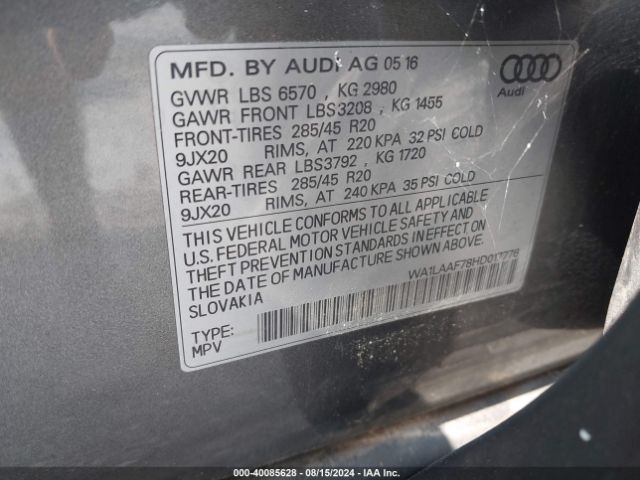 MFD. BY AUDI AG 05 16
GVWR LBS 6570 , KG 2980
GAWR FRONT LBS3208 , KG 1455
FRONT-TIRES 285/45 R20
9JX20 RIMS, AT 220 KPA 32 PSI COLD
GAWR REAR LBS3792 , KG 1720
REAR-TIRES 285/45 R20
9JX20 RIMS, AT 240 KPA 35 PSI COLD
Audi
THIS VEHICLE CONFORMS TO ALL APPLICABLE
U.S. FEDERAL MOTOR VEHICLE SAFETY AND
THEFT PREVENTION STANDARDS IN EFFECT ON
THE DATE OF MANUFACTURE SHOWN ABOVE.
SLOVAKIA
WA1LAAF78HD017776
TYPE:
MPV
000-40085628 - 08/15/2024 - IAA Inc.